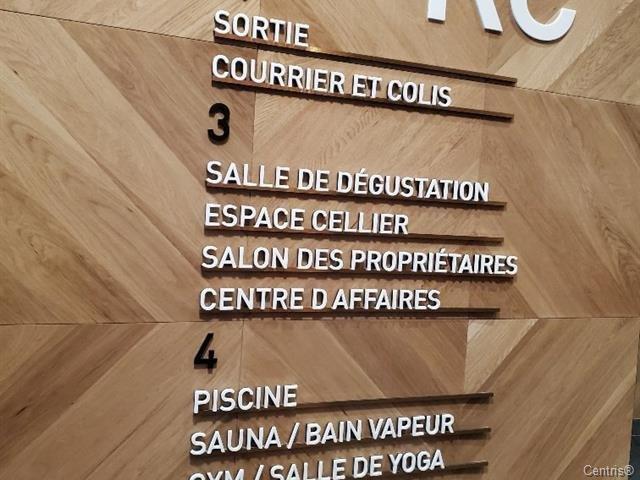 RC
SORTIE
COURRIER ET COLIS
3
SALLE DE DÉGUSTATION
ESPACE CELLIER
SALON DES PROPRIÉTAIRES
CENTRE D AFFAIRES
4
PISCINE
SAUNA / BAIN VAPEUR
GYM / SALLE DE YOGA
Centris®